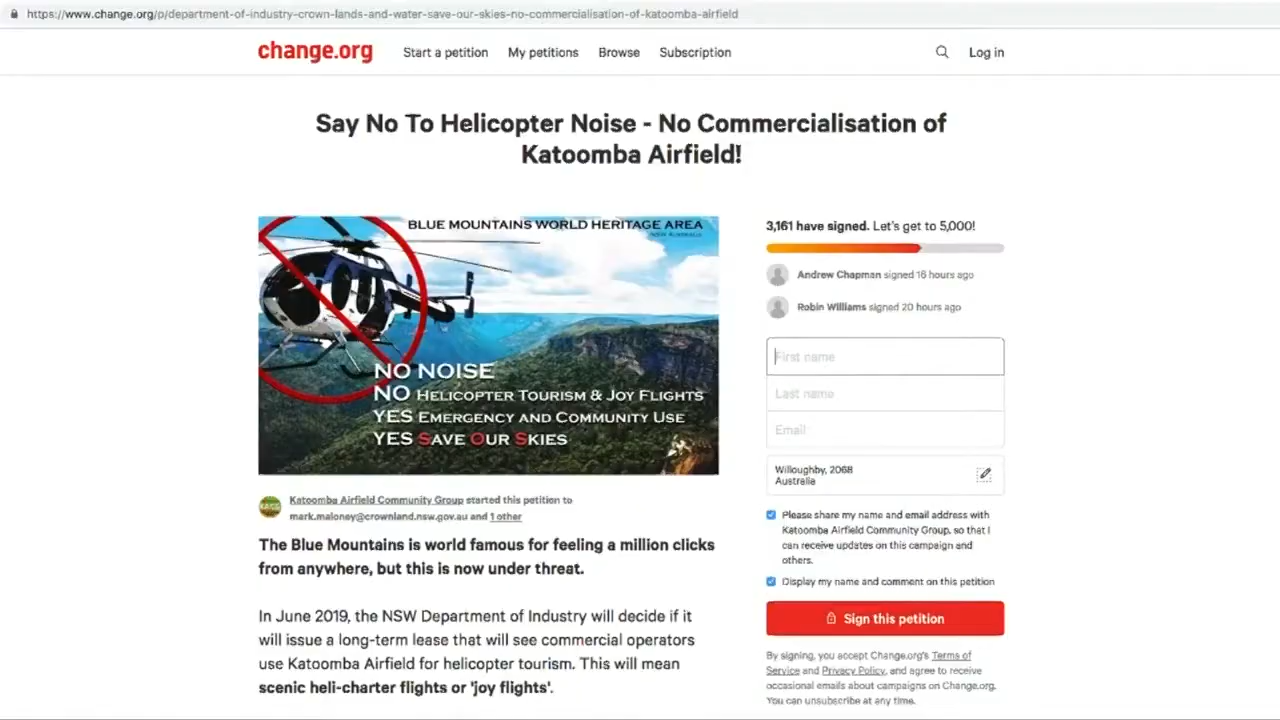 https://www.change.org/p/department-of-industry-crown-lands-and-water-save-our-skies-no-commercialisation-of-katoomba-airfield
change.org
Start a petition
My petitions
Browse
Subscription
Log in
Say No To Helicopter Noise - No Commercialisation of
Katoomba Airfield!
BLUE MOUNTAINS WORLD HERITAGE AREA
NSW AUSTRALIA
NO NOISE
NO HELICOPTER TOURISM & JOY FLIGHTS
YES EMERGENCY AND COMMUNITY USE
YES SAVE OUR SKIES
Katoomba Airfield Community Group started this petition to
mark.maloney@crownland.nsw.gov.au and 1 other
The Blue Mountains is world famous for feeling a million clicks
from anywhere, but this is now under threat.
In June 2019, the NSW Department of Industry will decide if it
will issue a long-term lease that will see commercial operators
use Katoomba Airfield for helicopter tourism. This will mean
scenic heli-charter flights or 'joy flights'.
3,161 have signed. Let's get to 5,000!
Andrew Chapman signed 16 hours ago
Robin Williams signed 20 hours ago
First name
Last name
Email
Willoughby, 2068
Australia
Please share my name and email address with
Katoomba Airfield Community Group, so that I
can receive updates on this campaign and
others.
Display my name and comment on this petition
Sign this petition
By signing, you accept Change.org's Terms of
Service and Privacy Policy, and agree to receive
occasional emails about campaigns on Change.org.
You can unsubscribe at any time.